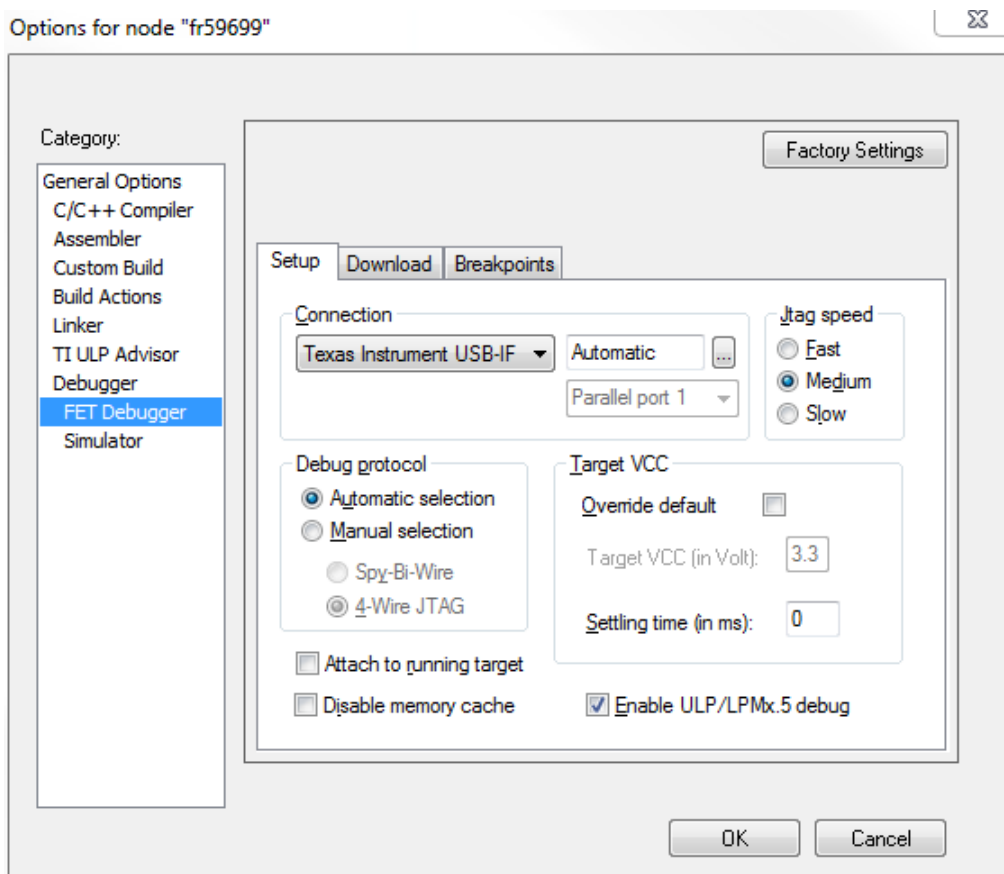 Options for node "fr59699"
Category:
General Options
C/C++ Compiler
Assembler
Custom Build
Build Actions
Linker
TI ULP Advisor
Debugger
FET Debugger
Simulator
Factory Settings
Setup Download Breakpoints
Connection
Texas Instrument USB-IF Automatic ...
Parallel port 1
Jtag speed
Fast
Medium
Slow
Debug protocol
Automatic selection
Manual selection
Spy-Bi-Wire
4-Wire JTAG
Target VCC
Override default
Target VCC (in Volt): 3.3
Settling time (in ms): 0
Attach to running target
Disable memory cache
Enable ULP/LPMx.5 debug
OK Cancel